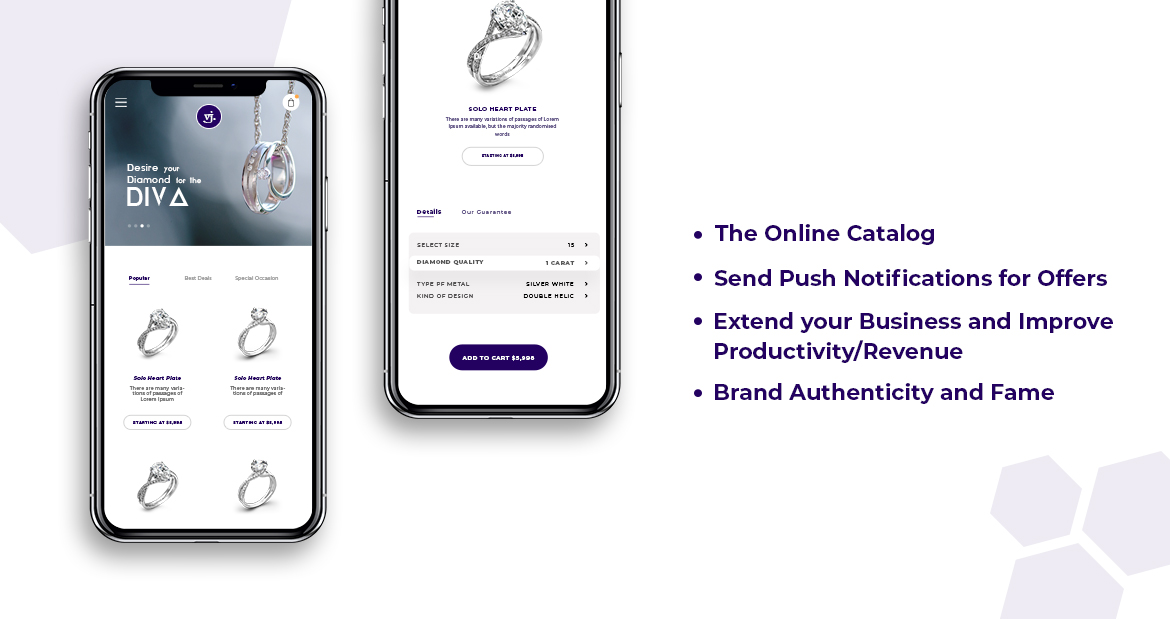 vj.
Desire your
Diamond for the
DIVA
Popular
Best Deals
Special Occasion
Solo Heart Plate
There are many varia-
tions of passages of
Lorem Ipsum
STARTING AT $5,998
Solo Heart Plate
There are many varia-
tions of passages of
STARTING AT $5,998
SOLO HEART PLATE
There are many variations of passages of Lorem
Ipsum available, but the majority randomised
words
STARTING AT $5,998
Details
Our Guarantee
SELECT SIZE 15
DIAMOND QUALITY 1 CARAT
TYPE PF METAL SILVER WHITE
KIND OF DESIGN DOUBLE HELIC
ADD TO CART $5,998
• The Online Catalog
• Send Push Notifications for Offers
• Extend your Business and Improve
Productivity/Revenue
• Brand Authenticity and Fame